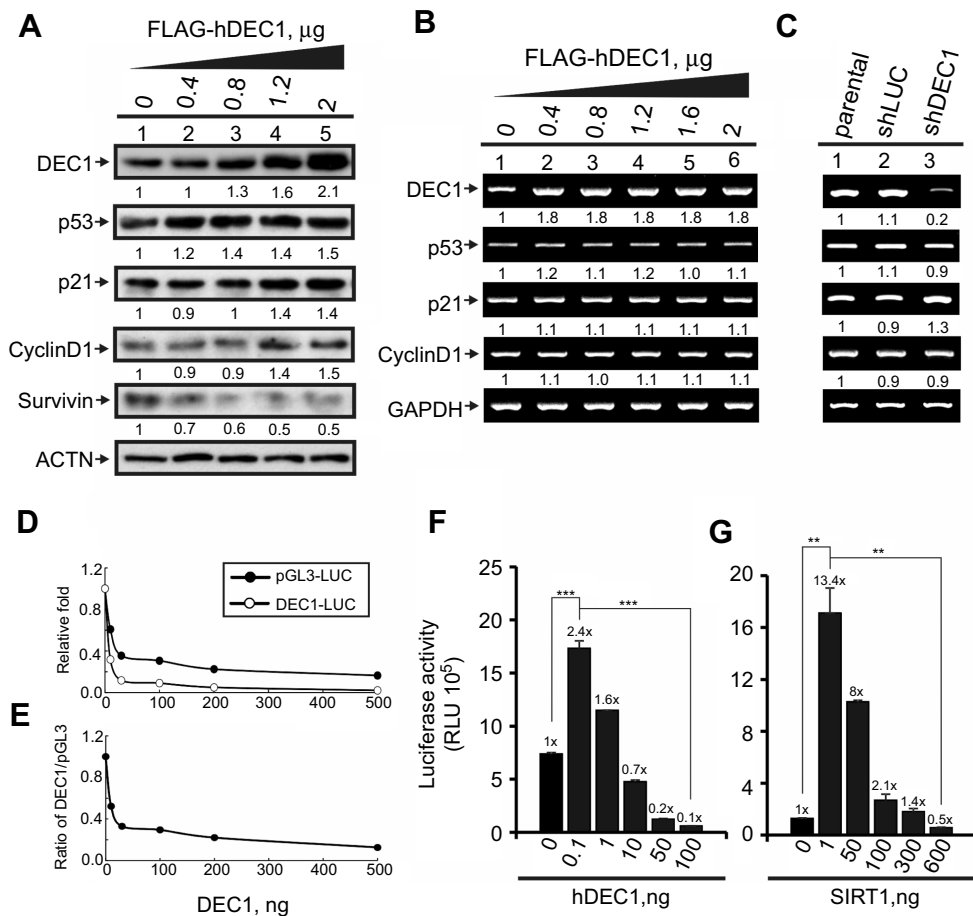 A
FLAG-hDEC1, μg
0 0.4 0.8 1.2 2
1 2 3 4 5
DEC1
1 1 1.3 1.6 2.1
p53
1 1.2 1.4 1.4 1.5
p21
1 0.9 1 1.4 1.4
CyclinD1
1 0.9 0.9 1.4 1.5
Survivin
1 0.7 0.6 0.5 0.5
ACTN
B
FLAG-hDEC1, μg
0 0.4 0.8 1.2 1.6 2
1 2 3 4 5 6
DEC1
1 1.8 1.8 1.8 1.8 1.8
p53
1 1.2 1.1 1.2 1.0 1.1
p21
1 1.1 1.1 1.1 1.1 1.1
CyclinD1
1 1.1 1.0 1.1 1.1 1.1
GAPDH
C
parental shLUC shDEC1
1 2 3
1 1.1 0.2
1 1.1 0.9
1 0.9 1.3
1 0.9 0.9
D
Relative fold
1.2
0.8
0.4
0.0
pGL3-LUC
DEC1-LUC
0 100 200 300 400 500
E
Ratio of DEC1/pGL3
1.2
0.8
0.4
0.0
0 100 200 300 400 500
DEC1, ng
F
Luciferase activity
(RLU 10⁵)
25
20
15
10
5
0
*** ***
1x 2.4x 1.6x 0.7x 0.2x 0.1x
0 0.1 1 10 50 100
hDEC1,ng
G
20
16
12
8
4
0
** **
1x 13.4x 8x 2.1x 1.4x 0.5x
0 1 50 100 300 600
SIRT1,ng